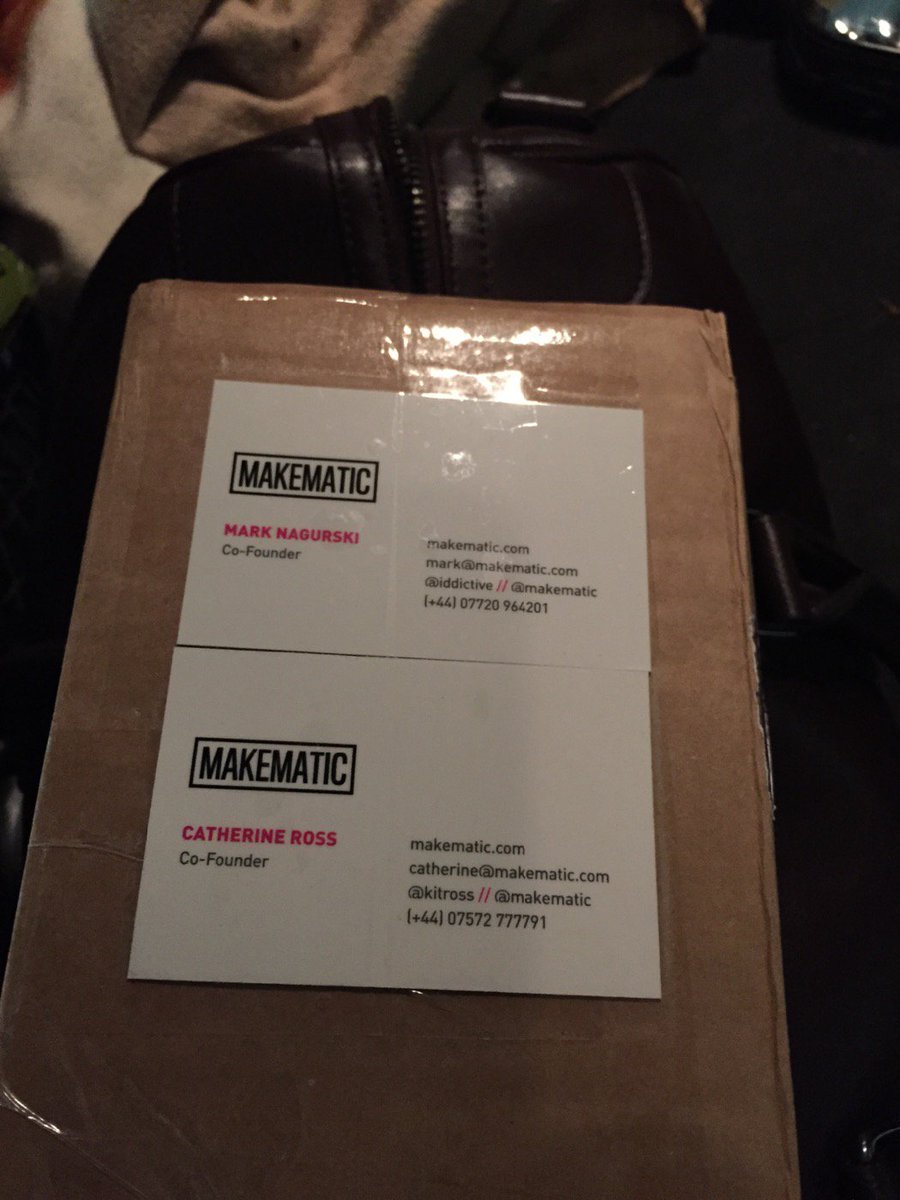 MAKEMATIC
MARK NAGURSKI
Co-Founder
makematic.com
mark@makematic.com
@iddictive // @makematic
(+44) 07720 964201
MAKEMATIC
CATHERINE ROSS
Co-Founder
makematic.com
catherine@makematic.com
@kitross // @makematic
(+44) 07572 777791